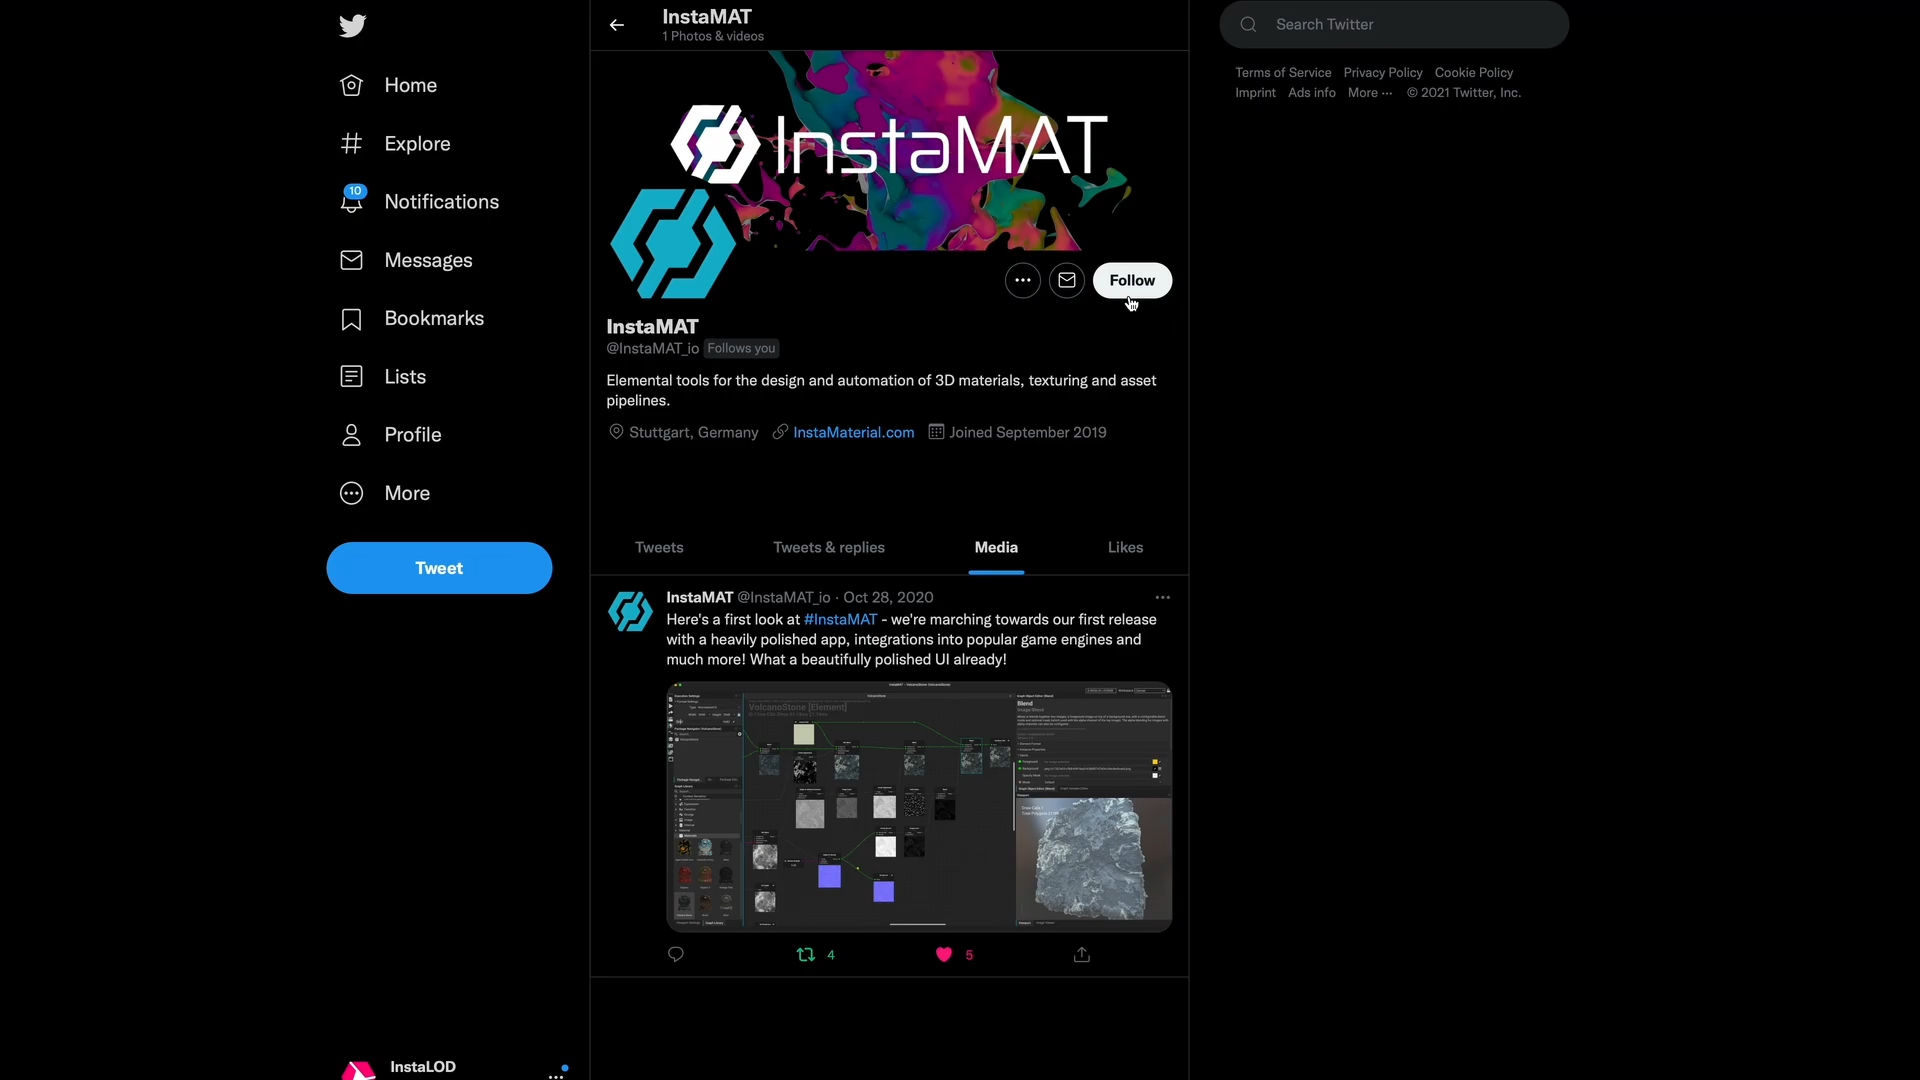 InstaMAT
1 Photos & videos
Search Twitter
Terms of Service Privacy Policy Cookie Policy
Imprint Ads info More ··· © 2021 Twitter, Inc.
Home
Explore
10
Notifications
Messages
Bookmarks
Lists
Profile
More
Tweet
InstaLOD
InstaMAT
Follow
InstaMAT
@InstaMAT_io Follows you
Elemental tools for the design and automation of 3D materials, texturing and asset
pipelines.
Stuttgart, Germany InstaMaterial.com Joined September 2019
Tweets Tweets & replies Media Likes
InstaMAT @InstaMAT_io · Oct 28, 2020
Here's a first look at #InstaMAT - we're marching towards our first release
with a heavily polished app, integrations into popular game engines and
much more! What a beautifully polished UI already!
VolcanoStone [Element]
Blend
4 5